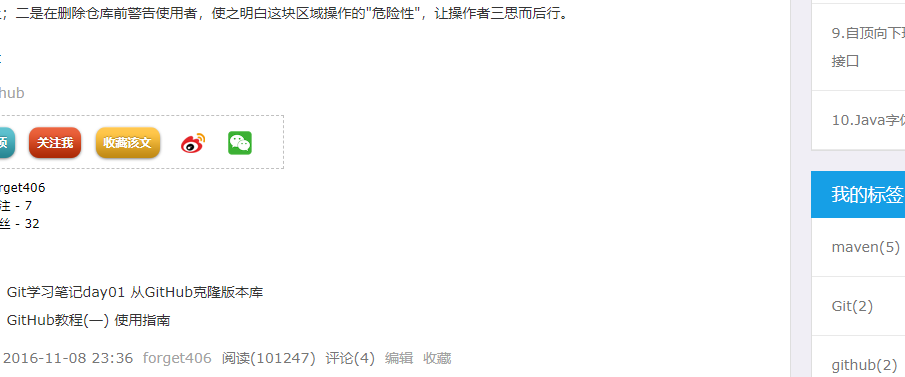 ；二是在删除仓库前警告使用者，使之明白这块区域操作的"危险性"，让操作者三思而后行。
hub
关注我 收藏该文
rget406
注 - 7
丝 - 32
Git学习笔记day01 从GitHub克隆版本库
GitHub教程(一) 使用指南
2016-11-08 23:36 forget406 阅读(101247) 评论(4) 编辑 收藏
9.自顶向下
接口
10.Java字
我的标签
maven(5)
Git(2)
github(2)